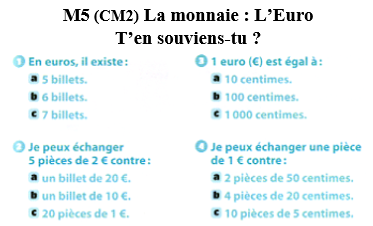 M5 (CM2) La monnaie : L'Euro
T'en souviens-tu ?
1 En euros, il existe :
a 5 billets.
b 6 billets.
c 7 billets.
2 Je peux échanger
5 pièces de 2 € contre :
a un billet de 20 €.
b un billet de 10 €.
c 20 pièces de 1 €.
3 1 euro (€) est égal à :
a 10 centimes.
b 100 centimes.
c 1 000 centimes.
4 Je peux échanger une pièce
de 1 € contre :
a 2 pièces de 50 centimes.
b 4 pièces de 20 centimes.
c 10 pièces de 5 centimes.